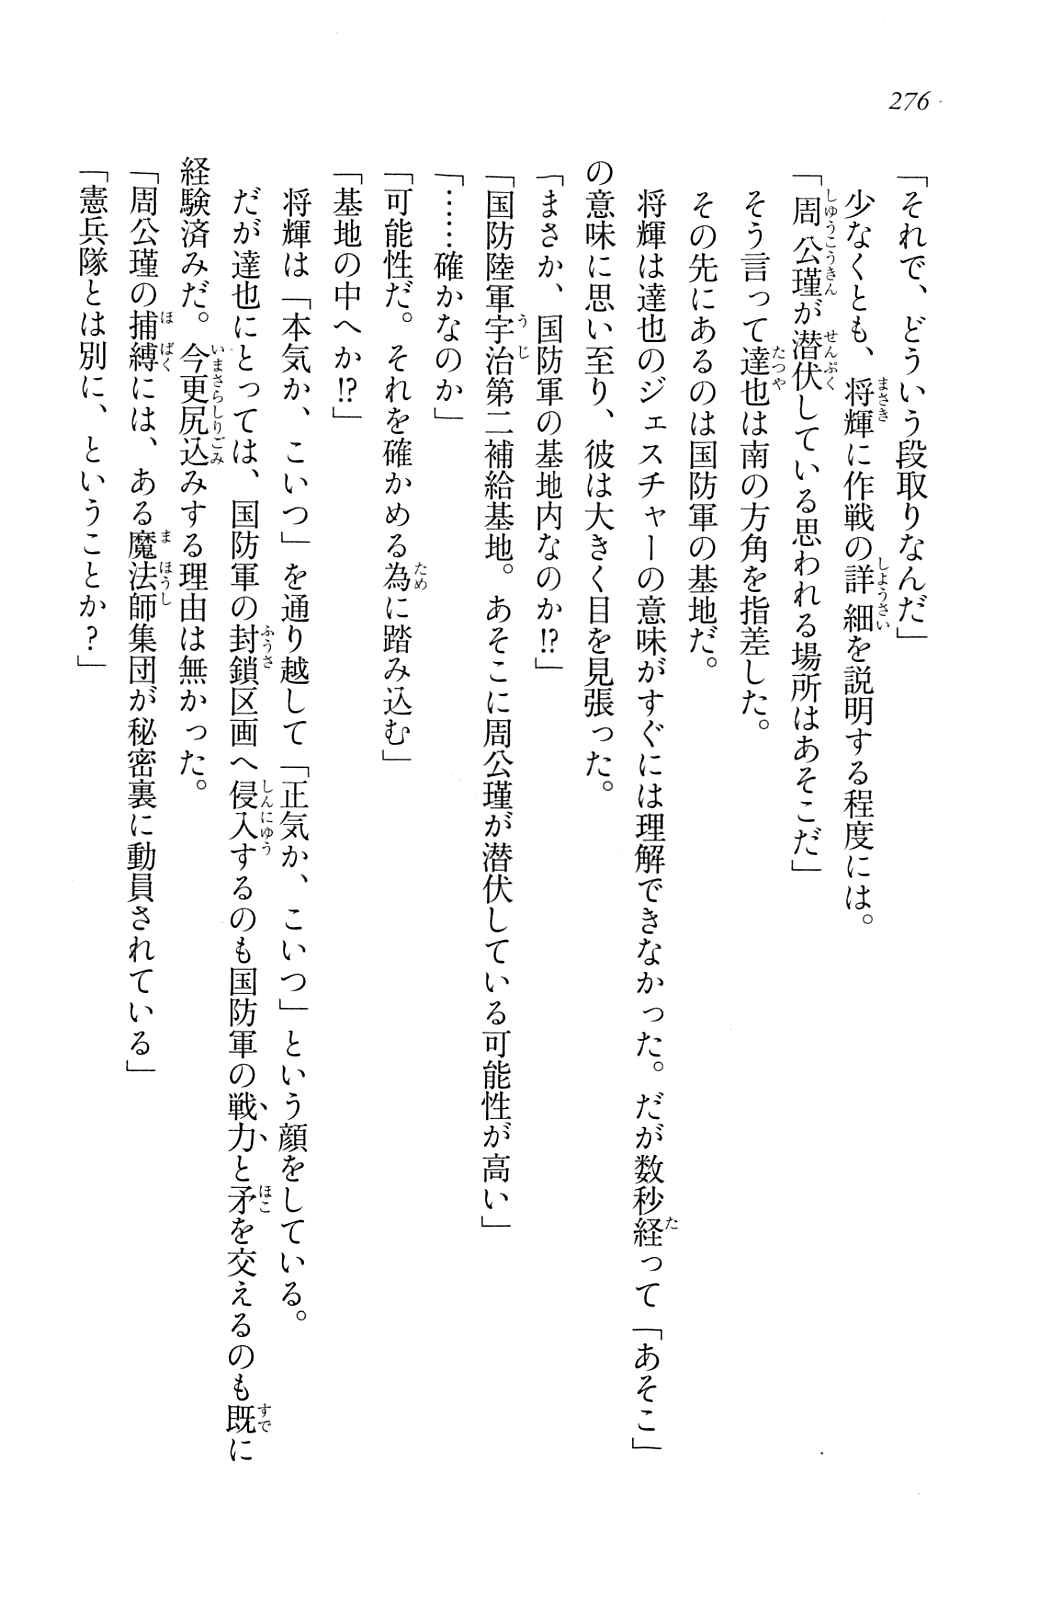 276
「それで、どういう段取りなんだ」
少なくとも、将輝に作戦の詳細を説明する程度には。
「周公瑾が潜伏している思われる場所はあそこだ」
そう言って達也は南の方角を指差した。
その先にあるのは国防軍の基地だ。
将輝は達也のジェスチャーの意味がすぐには理解できなかった。だが数秒経って「あそこ」
の意味に思い至り、彼は大きく目を見張った。
「まさか、国防軍の基地内なのか!?」
「国防陸軍宇治第二補給基地。あそこに周公瑾が潜伏している可能性が高い」
「……確かなのか」
「可能性だ。それを確かめる為に踏み込む」
「基地の中へか!?」
将輝は「本気か、こいつ」を通り越して「正気か、こいつ」という顔をしている。
だが達也にとっては、国防軍の封鎖区画へ侵入するのも国防軍の戦力と矛を交えるのも既に
経験済みだ。今更尻込みする理由は無かった。
「周公瑾の捕縛には、ある魔法師集団が秘密裏に動員されている」
「憲兵隊とは別に、ということか？」